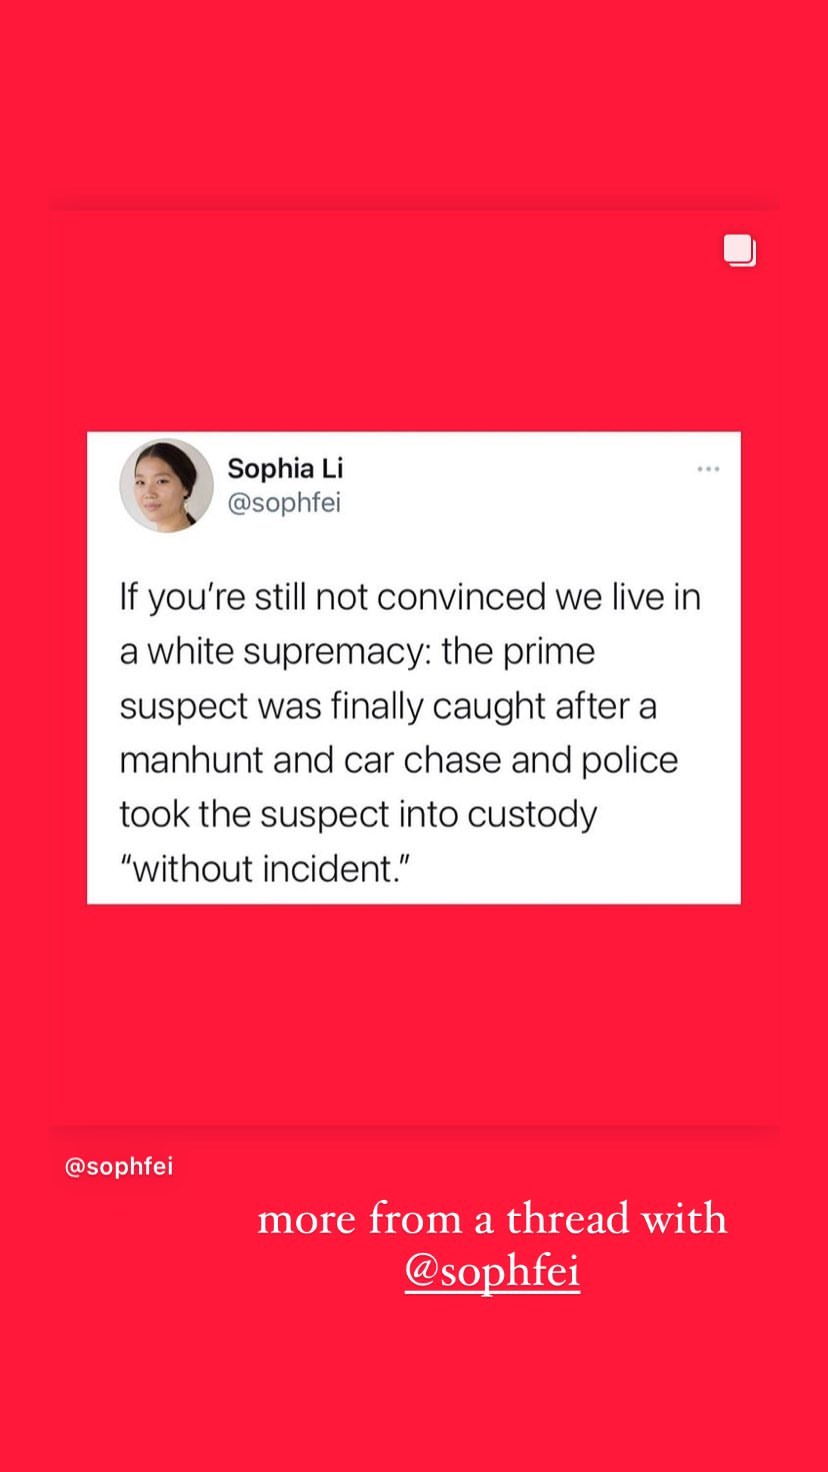 Sophia Li
@sophfei
If you’re still not convinced we live in
a white supremacy: the prime
suspect was finally caught after a
manhunt and car chase and police
took the suspect into custody
“without incident.”
@sophfei
more from a thread with
@sophfei